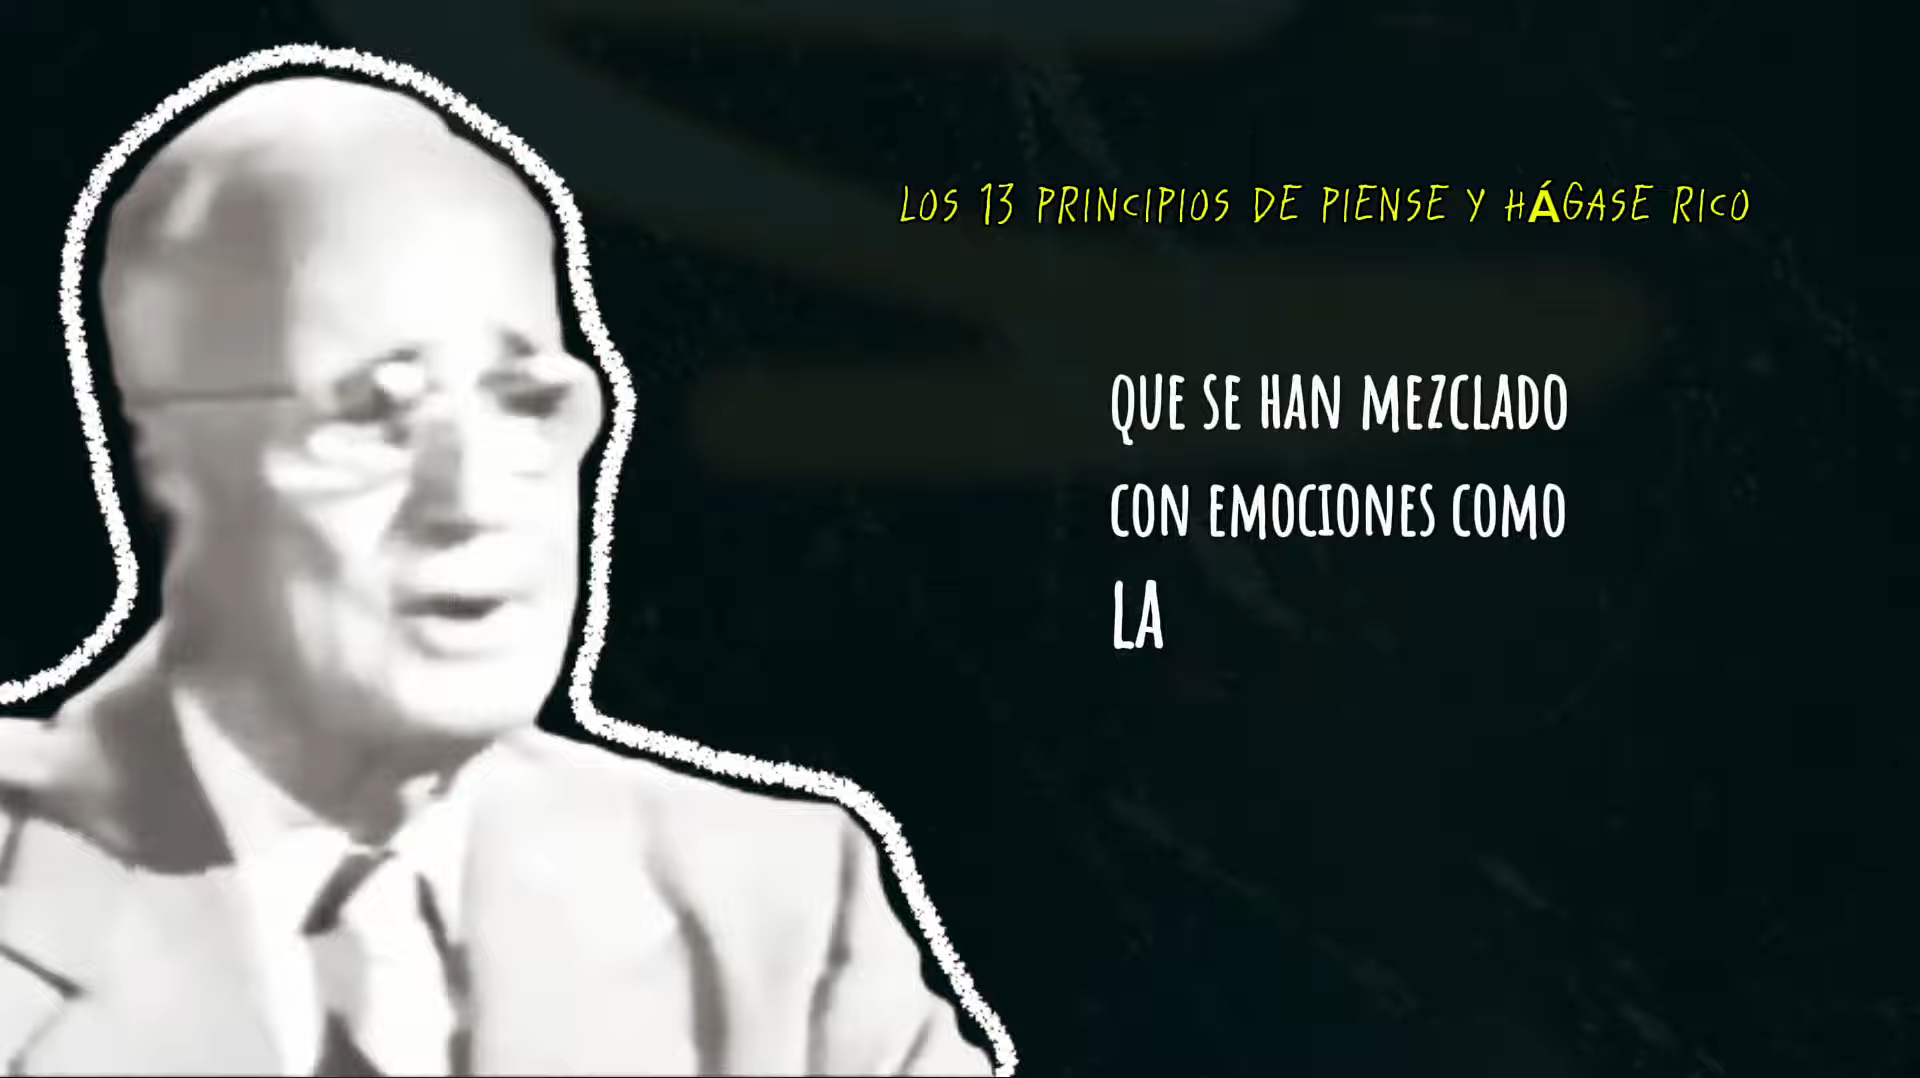 LOS 13 PRINCIPIOS DE PIENSE Y HÁGASE RICO
QUE SE HAN MEZCLADO
CON EMOCIONES COMO
LA